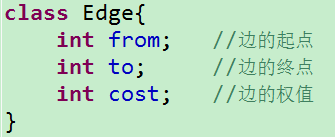 class Edge{
    int from;   //边的起点
    int to;     //边的终点
    int cost;   //边的权值
}